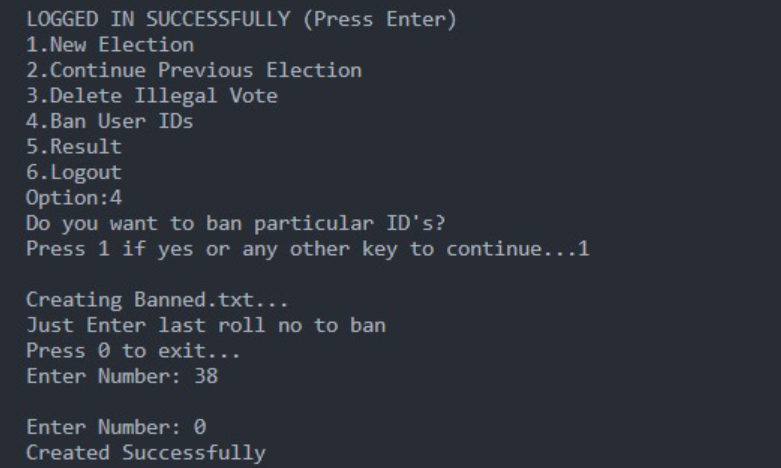 LOGGED IN SUCCESSFULLY (Press Enter)
1.New Election
2.Continue Previous Election
3.Delete Illegal Vote
4.Ban User IDs
5.Result
6.Logout
Option:4
Do you want to ban particular ID's?
Press 1 if yes or any other key to continue...1
Creating Banned.txt...
Just Enter last roll no to ban
Press 0 to exit...
Enter Number: 38
Enter Number: 0
Created Successfully